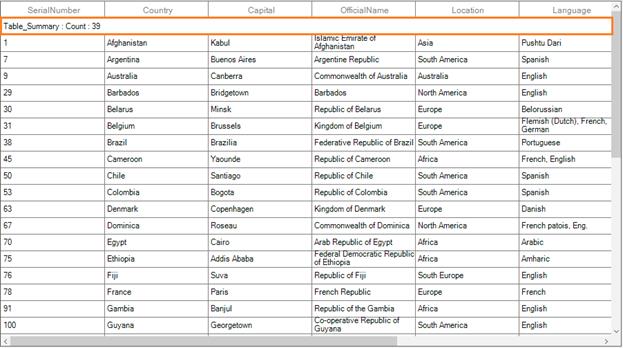 SerialNumber Country Capital OfficialName Location Language
Table_Summary : Count : 39
1 Afghanistan Kabul Islamic Emirate of Afghanistan Asia Pushtu Dari
7 Argentina Buenos Aires Argentine Republic South America Spanish
9 Australia Canberra Commonwealth of Australia Australia English
29 Barbados Bridgetown Barbados North America English
30 Belarus Minsk Republic of Belarus Europe Belorussian
31 Belgium Brussels Kingdom of Belgium Europe Flemish (Dutch), French, German
38 Brazil Brazilia Federative Republic of Brazil South America Portuguese
45 Cameroon Yaounde Republic of Cameroon Africa French, English
50 Chile Santiago Republic of Chile South America Spanish
53 Colombia Bogota Republic of Colombia South America Spanish
63 Denmark Copenhagen Kingdom of Denmark Europe Danish
67 Dominica Roseau Commonwealth of Dominica North America French patois, Eng.
70 Egypt Cairo Arab Republic of Egypt Africa Arabic
75 Ethiopia Addis Ababa Federal Democratic Republic of Ethiopia Africa Amharic
76 Fiji Suva Republic of Fiji South Europe English
78 France Paris French Republic Europe French
91 Gambia Banjul Republic of the Gambia Africa English
100 Guyana Georgetown Co-operative Republic of Guyana South America English